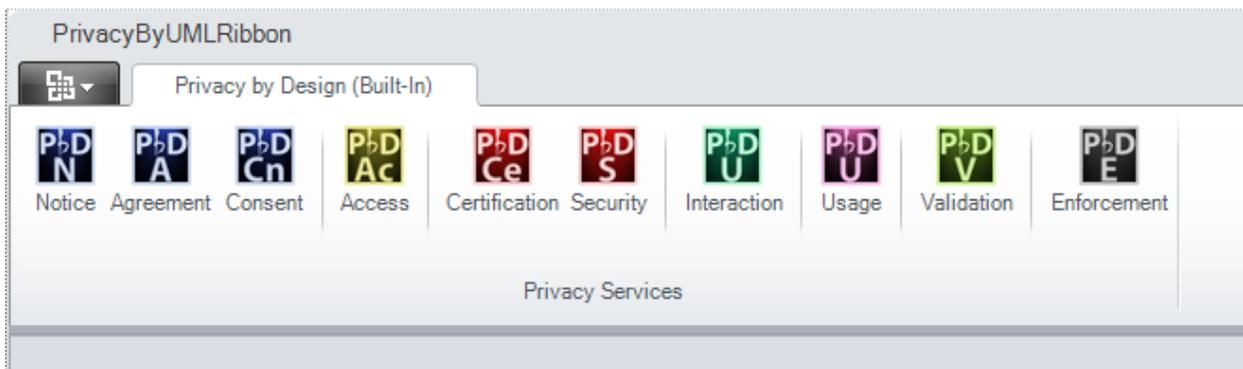 PrivacyByUMLRibbon
Privacy by Design (Built-In)
PbD PbD PbD PbD PbD PbD PbD PbD PbD PbD
N A Cn Ac Ce S U U V E
Notice Agreement Consent Access Certification Security Interaction Usage Validation Enforcement
Privacy Services